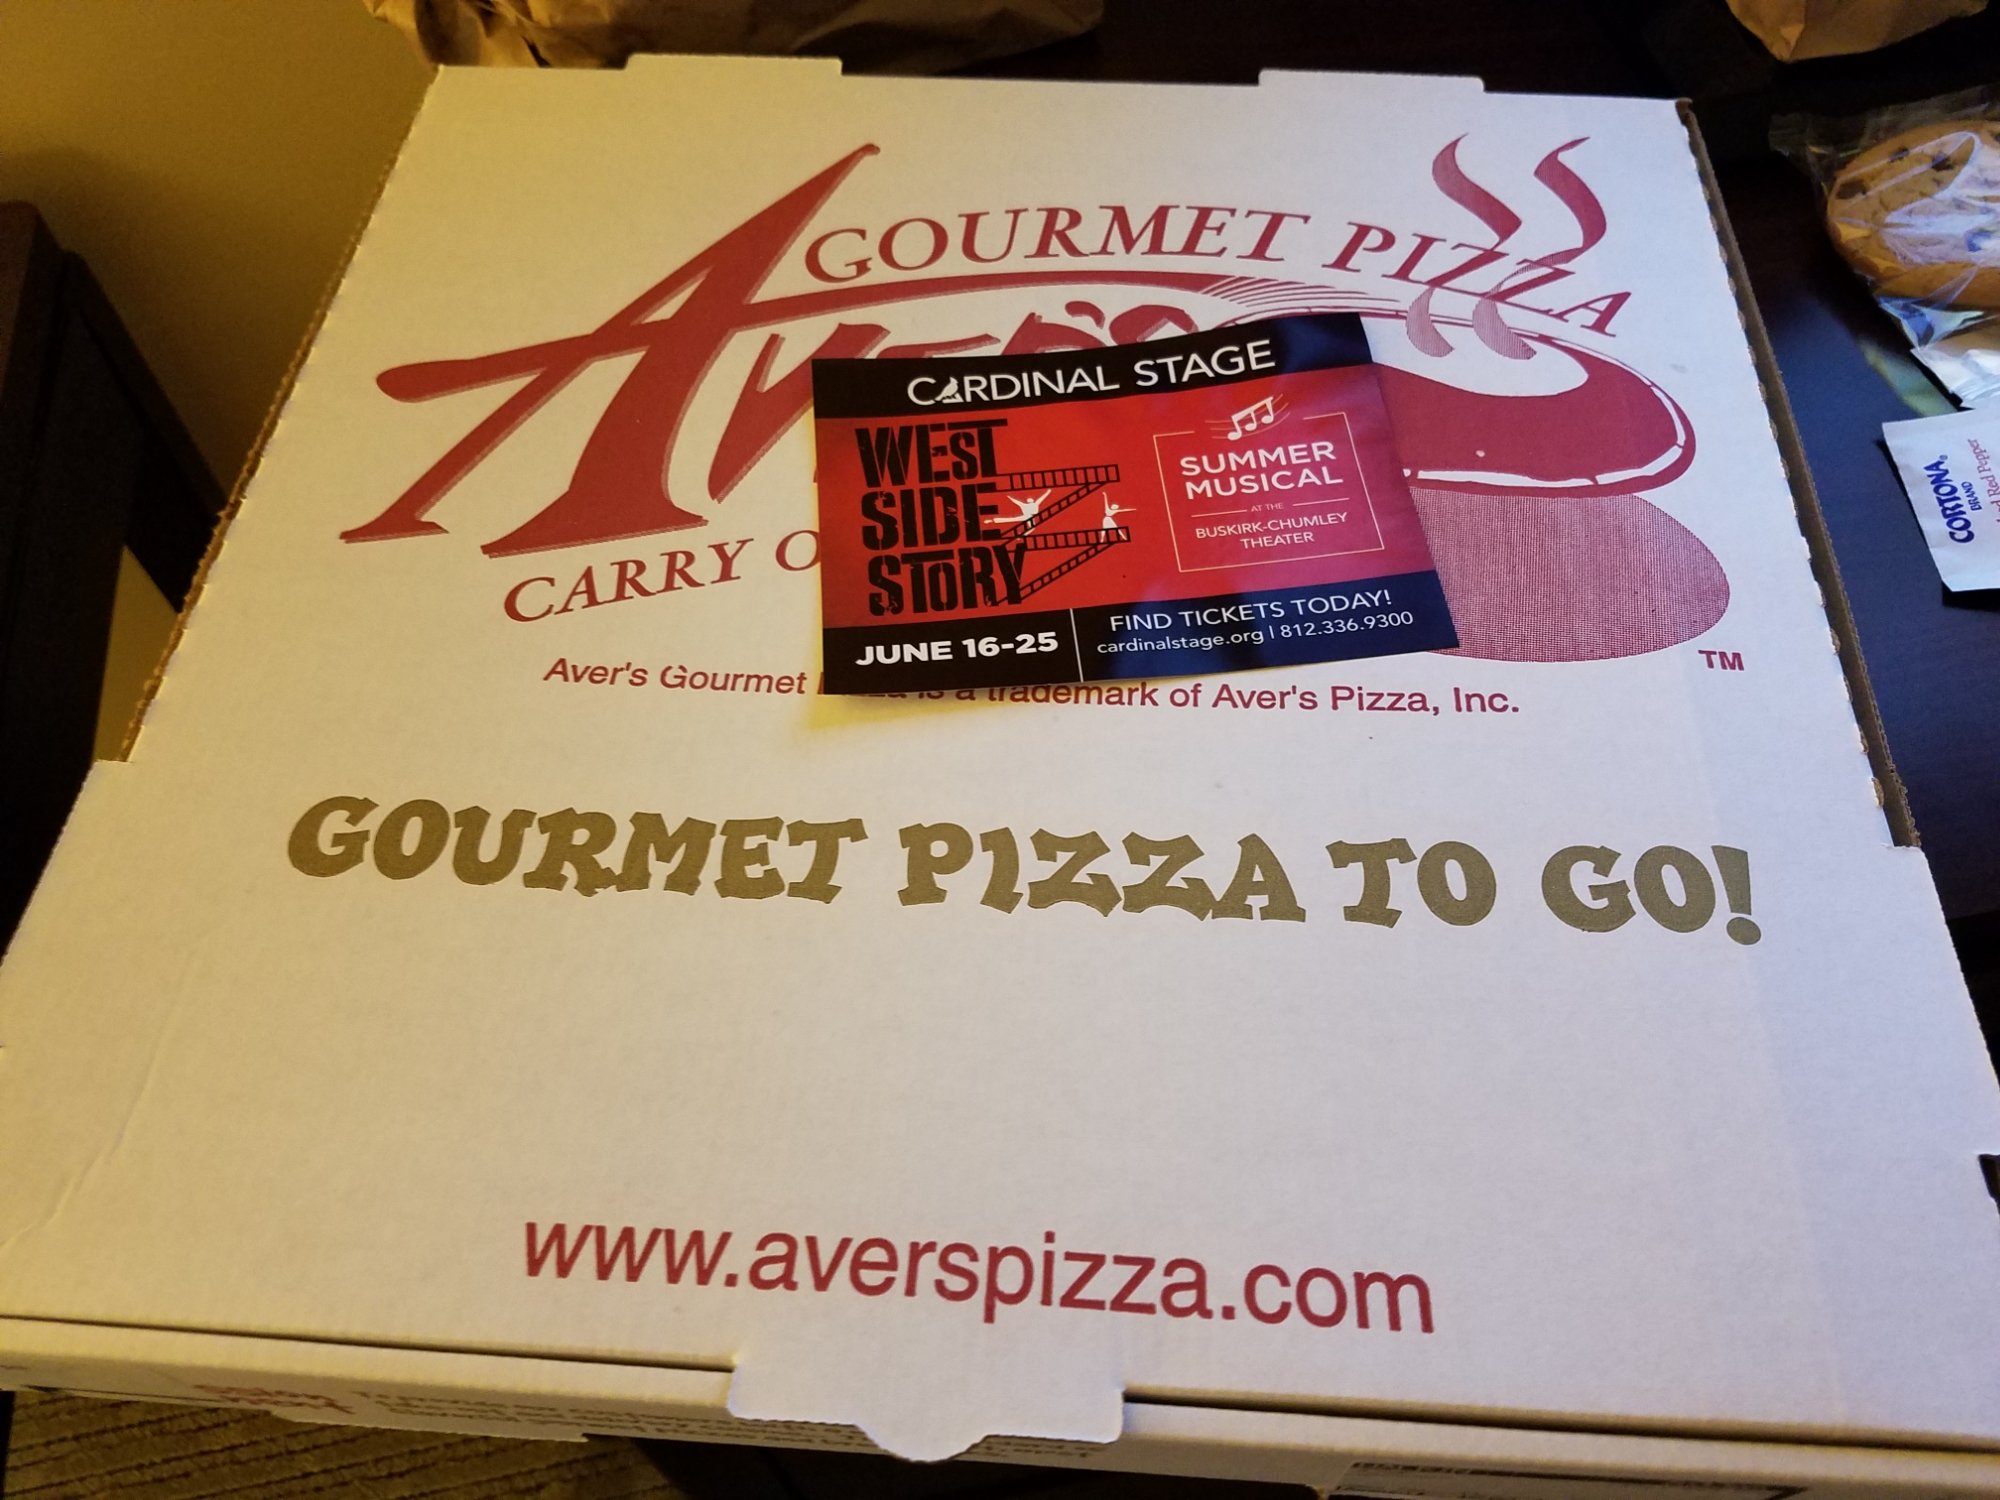 GOURMET PIZZA
AVER'S
CARRY O
CARDINAL STAGE
WEST
SIDE
STORY
SUMMER
MUSICAL
AT THE
BUSKIRK-CHUMLEY
THEATER
JUNE 16-25
FIND TICKETS TODAY!
cardinalstage.org | 812.336.9300
TM
Aver's Gourmet Pizza is a trademark of Aver's Pizza, Inc.
GOURMET PIZZA TO GO!
www.averspizza.com
CORTONA®
BRAND
Red Pepper